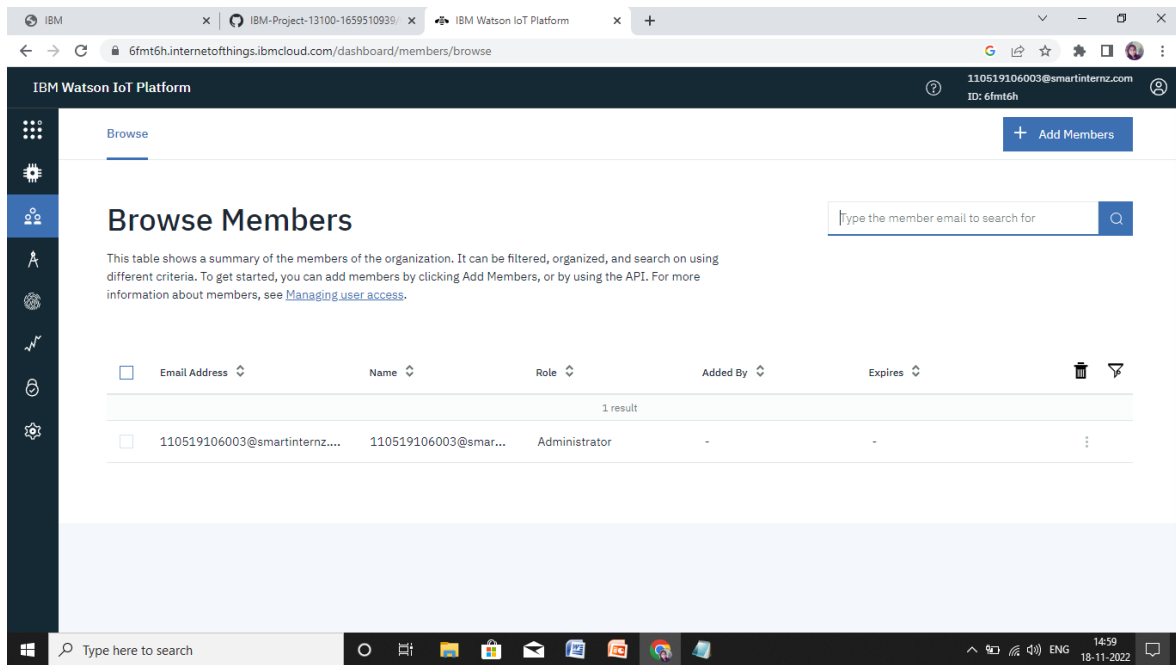 IBM
IBM-Project-13100-1659510939/
IBM Watson IoT Platform
6fmt6h.internetofthings.ibmcloud.com/dashboard/members/browse
IBM Watson IoT Platform
110519106003@smartinternz.com
ID: 6fmt6h
Browse
+ Add Members
Browse Members
Type the member email to search for
This table shows a summary of the members of the organization. It can be filtered, organized, and search on using
different criteria. To get started, you can add members by clicking Add Members, or by using the API. For more
information about members, see Managing user access.
Email Address Name Role Added By Expires
1 result
110519106003@smartinternz.... 110519106003@smar... Administrator - -
Type here to search
ENG
14:59
18-11-2022